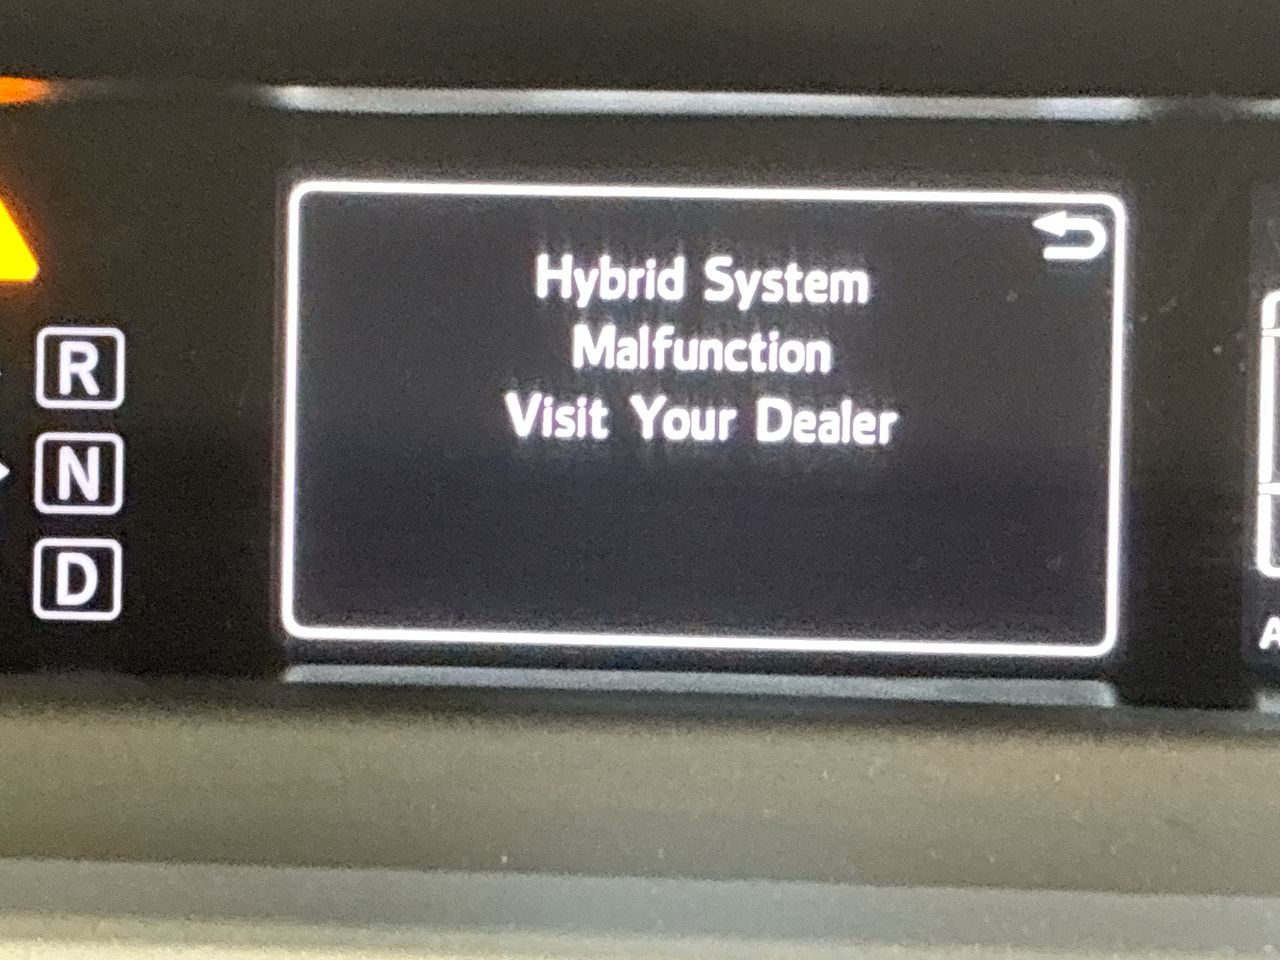 Hybrid System
Malfunction
Visit Your Dealer
R
N
D
A